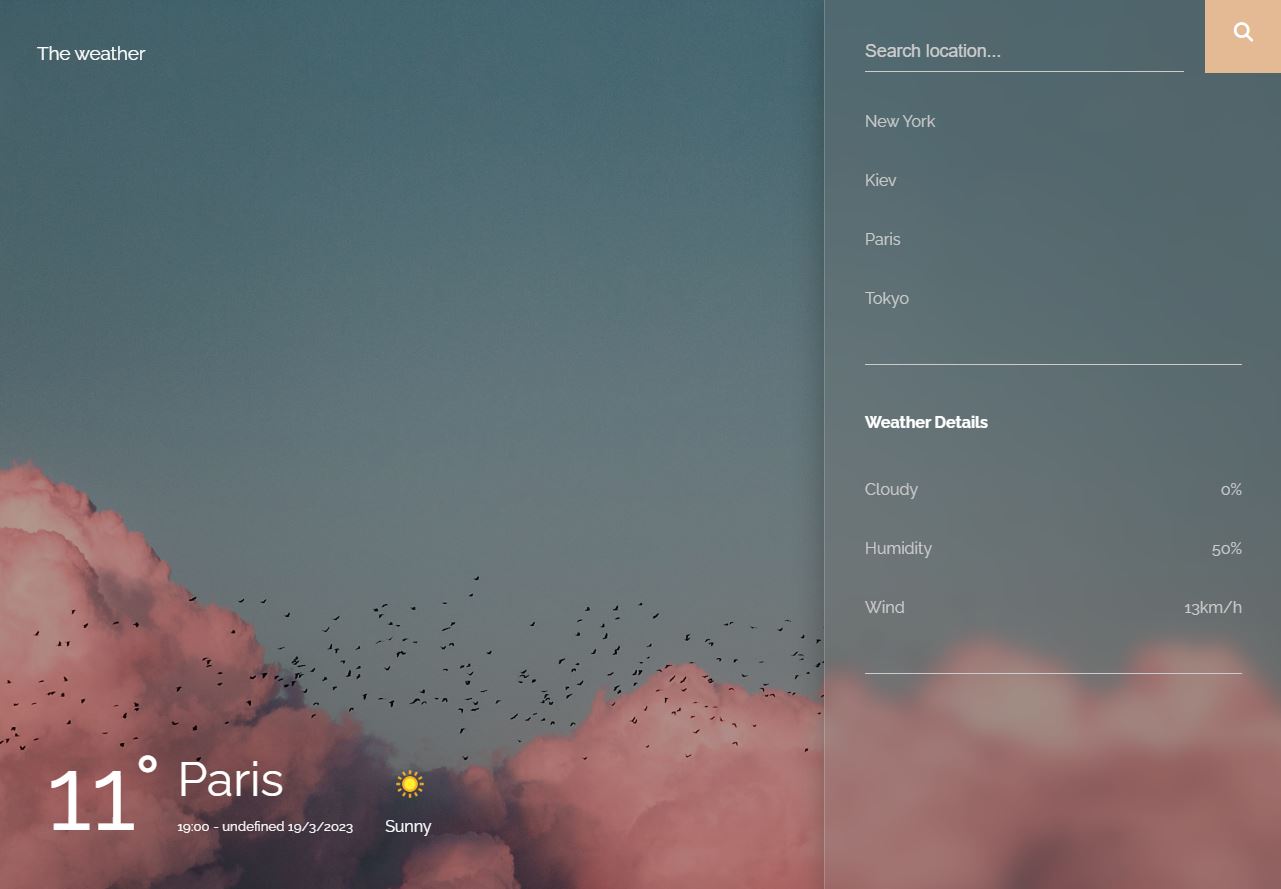 The weather
Search location...
New York
Kiev
Paris
Tokyo
Weather Details
Cloudy 0%
Humidity 50%
Wind 13km/h
11° Paris
19:00 - undefined 19/3/2023
Sunny